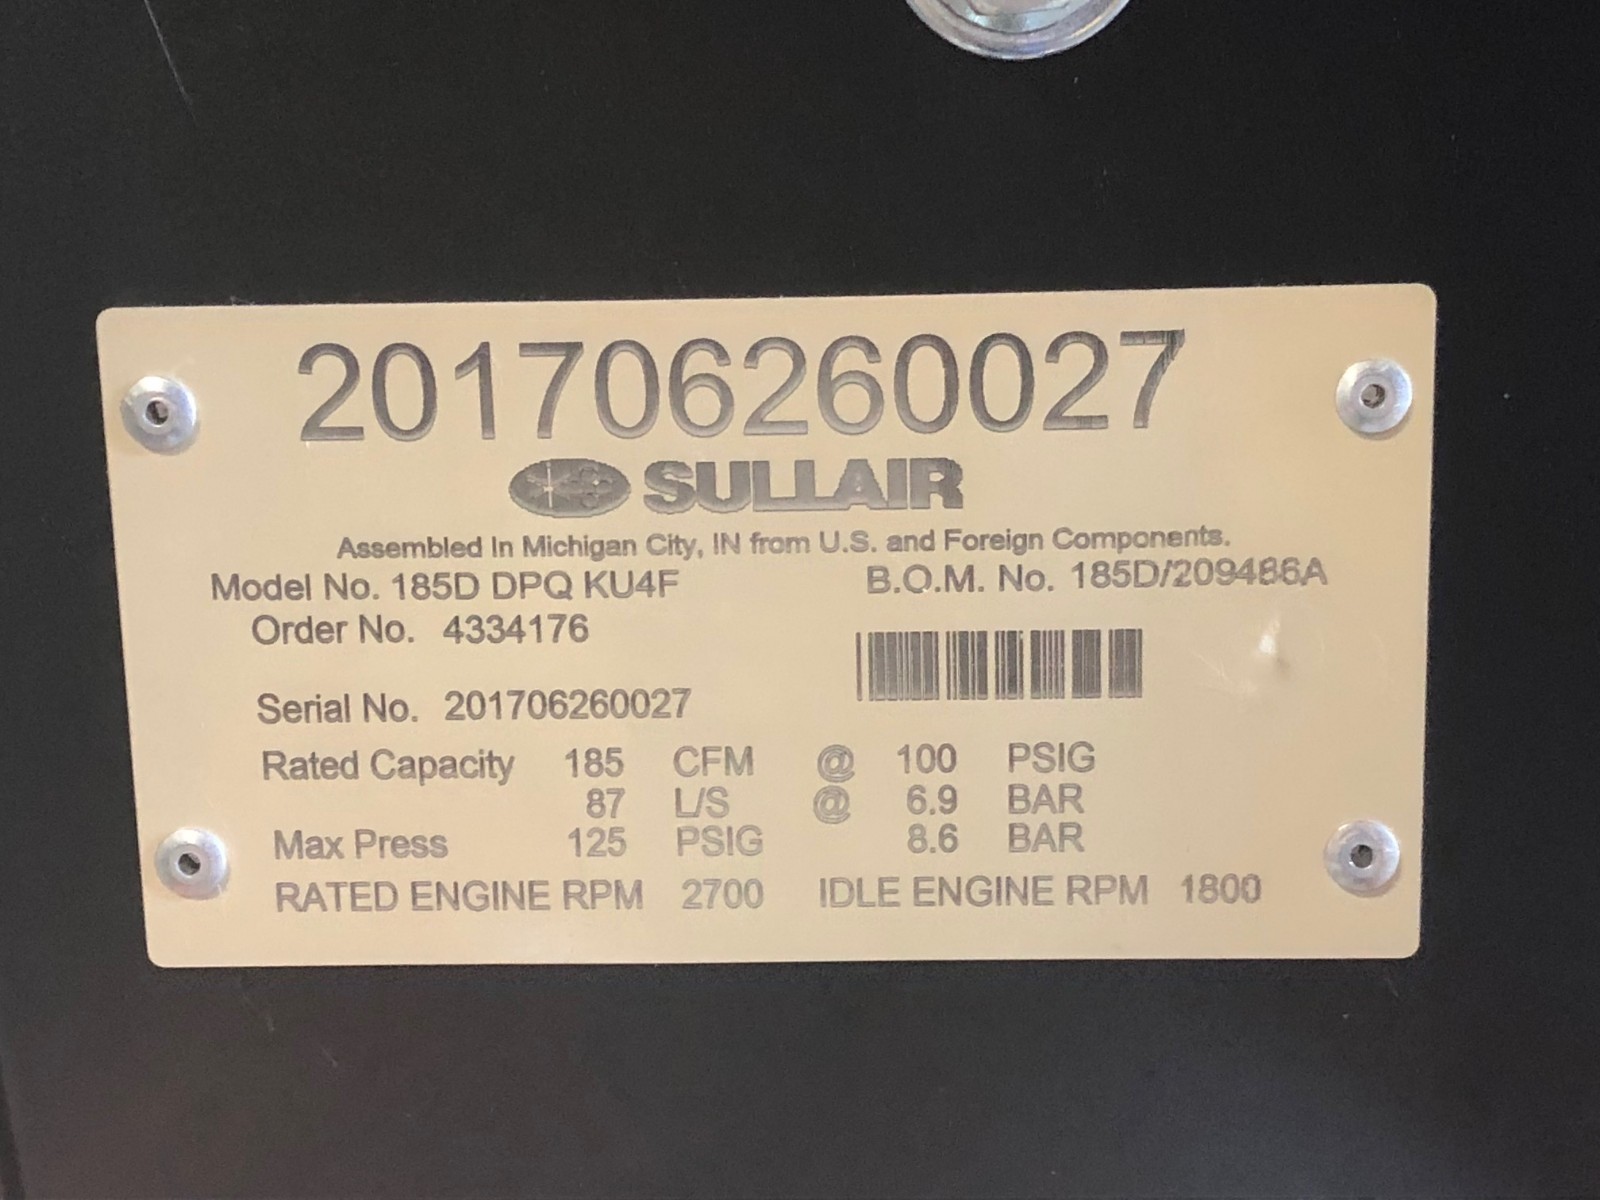 201706260027
SULLAIR
Assembled In Michigan City, IN from U.S. and Foreign Components.
Model No. 185D DPQ KU4F B.O.M. No. 185D/209486A
Order No. 4334176
Serial No. 201706260027
Rated Capacity 185 CFM @ 100 PSIG
87 L/S @ 6.9 BAR
Max Press 125 PSIG 8.6 BAR
RATED ENGINE RPM 2700 IDLE ENGINE RPM 1800